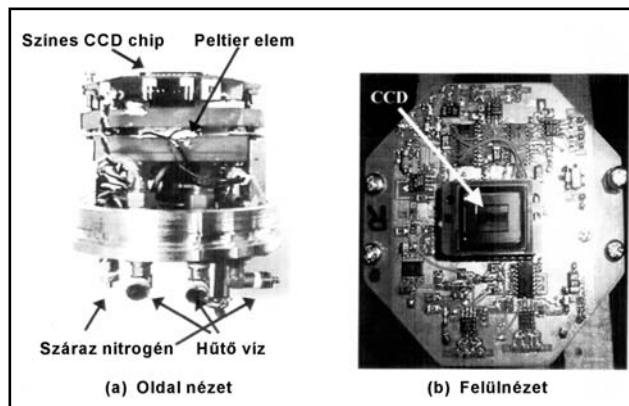 Színes CCD chip
Peltier elem
CCD
Száraz nitrogén
Hűtő víz
(a) Oldal nézet
(b) Felülnézet